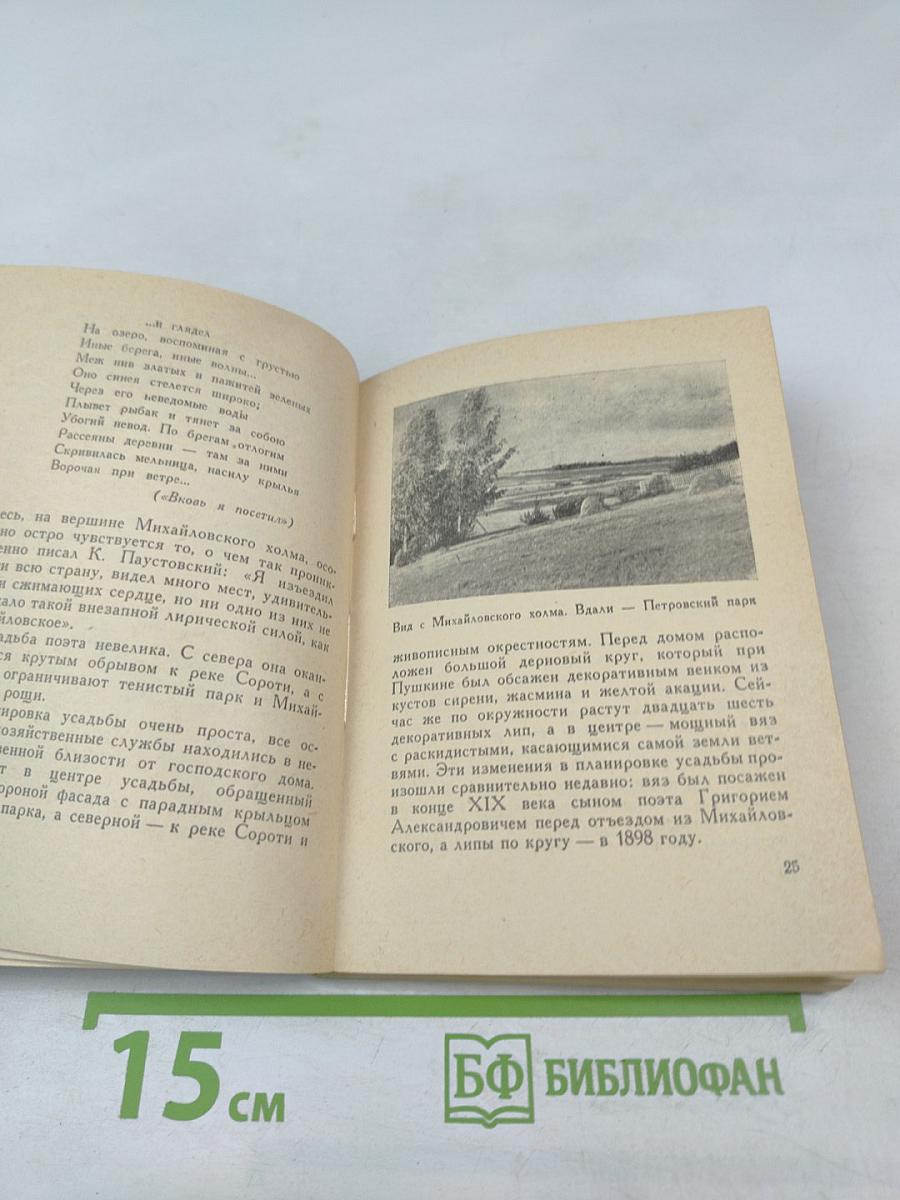 ...и глядел
На озеро, воспоминая с грустью
Иные берега, иные волны...
Меж нив златых и пажитей зеленых
Оно синея стелется широко;
Через его неведомые воды
Плывет рыбак и тянет за собою
Убогий невод. По брегам отлогим
Рассеяны деревни — там за ними
Скривилась мельница, насилу крылья
Ворочая при ветре...
(«Вновь я посетил»)
есь, на вершине Михайловского холма, осо-
но остро чувствуется то, о чем так проник-
енно писал К. Паустовский: «Я изъездил
и всю страну, видел много мест, удивитель-
и сжимающих сердце, но ни одно из них не
ало такой внезапной лирической силой, как
йловское».
адьба поэта невелика. С севера она окан-
ся крутым обрывом к реке Сороти, а с
ограничивают тенистый парк и Михай-
рощи.
ировка усадьбы очень проста, все ос-
озяйственные службы находились в не-
венной близости от господского дома.
т в центре усадьбы, обращенный
ороной фасада с парадным крыльцом
парка, а северной — к реке Сороти и
Вид с Михайловского холма. Вдали — Петровский парк
живописным окрестностям. Перед домом распо-
ложен большой дерновый круг, который при
Пушкине был обсажен декоративным венком из
кустов сирени, жасмина и желтой акации. Сей-
час же по окружности растут двадцать шесть
декоративных лип, а в центре — мощный вяз
с раскидистыми, касающимися самой земли вет-
вями. Эти изменения в планировке усадьбы про-
изошли сравнительно недавно: вяз был посажен
в конце XIX века сыном поэта Григорием
Александровичем перед отъездом из Михайлов-
ского, а липы по кругу — в 1898 году.
25
15 см
БФ БИБЛИОФАН